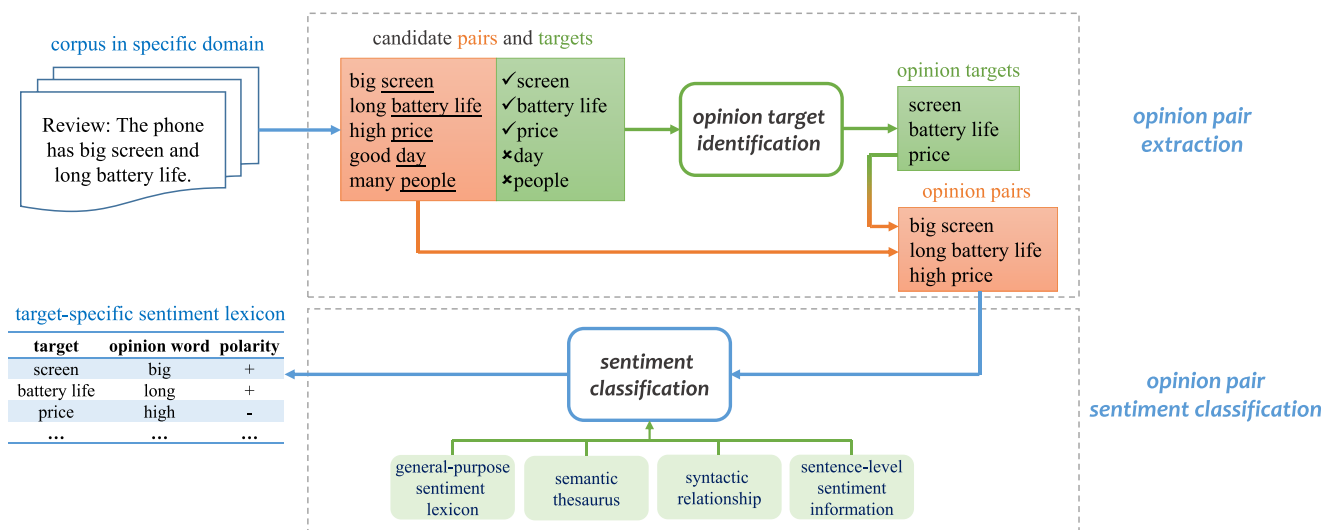 corpus in specific domain
Review: The phone
has big screen and
long battery life.
candidate pairs and targets
big screen
long battery life
high price
good day
many people
✓screen
✓battery life
✓price
✘day
✘people
opinion target
identification
opinion targets
screen
battery life
price
opinion pairs
big screen
long battery life
high price
opinion pair
extraction
target-specific sentiment lexicon
target opinion word polarity
screen big +
battery life long +
price high -
... ... ...
sentiment
classification
general-purpose
sentiment
lexicon
semantic
thesaurus
syntactic
relationship
sentence-level
sentiment
information
opinion pair
sentiment classification